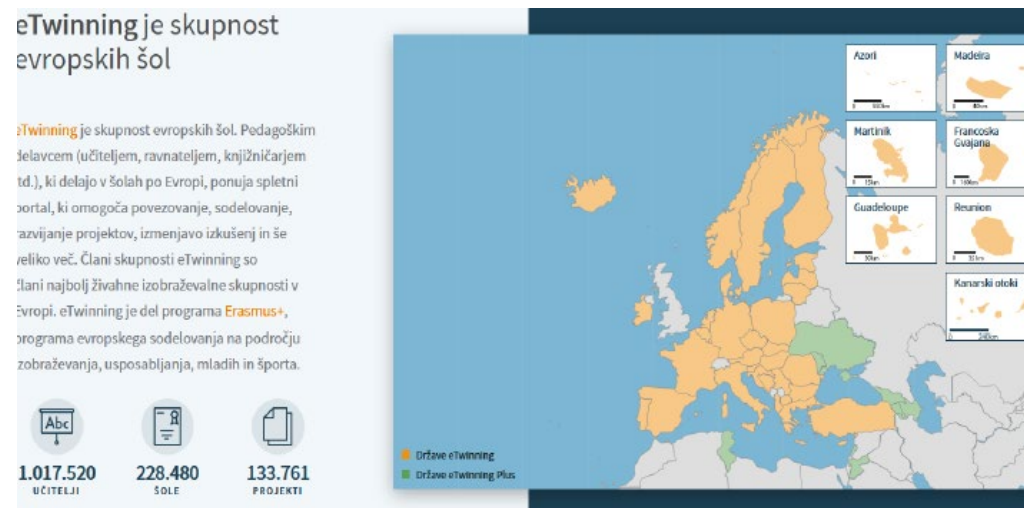 eTwinning je skupnost
evropskih šol
eTwinning je skupnost evropskih šol. Pedagoškim
delavcem (učiteljem, ravnateljem, knjižničarjem
itd.), ki delajo v šolah po Evropi, ponuja spletni
portal, ki omogoča povezovanje, sodelovanje,
razvijanje projektov, izmenjavo izkušenj in še
veliko več. Člani skupnosti eTwinning so
člani najbolj živahne izobraževalne skupnosti v
Evropi. eTwinning je del programa Erasmus+,
programa evropskega sodelovanja na področju
izobraževanja, usposabljanja, mladih in športa.
1.017.520
UČITELJI
228.480
ŠOLE
133.761
PROJEKTI
Azori
Madeira
Martinik
Francoska
Gvajana
Guadeloupe
Reunion
Kanarski otoki
Države eTwinning
Države eTwinning Plus